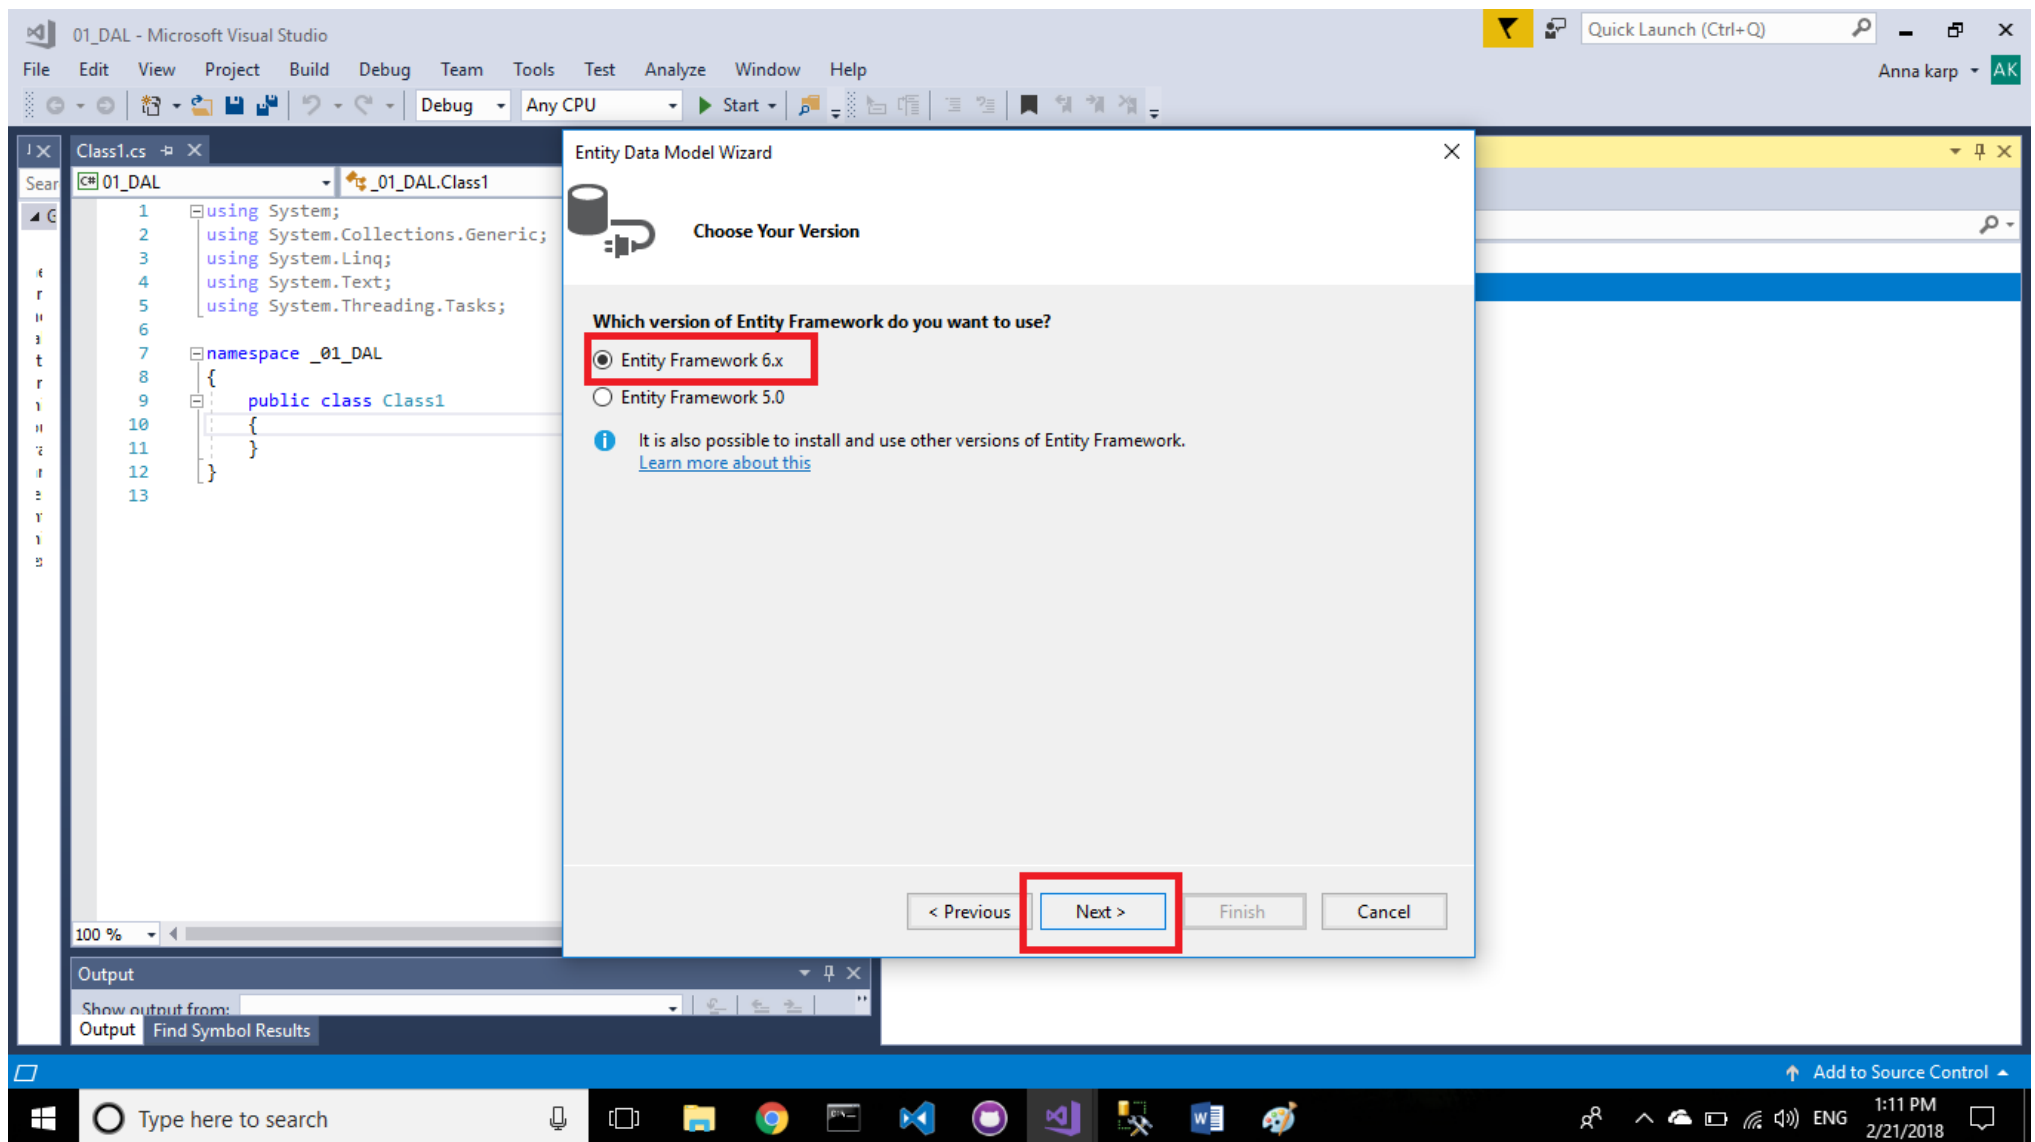 01_DAL - Microsoft Visual Studio
Quick Launch (Ctrl+Q)
File Edit View Project Build Debug Team Tools Test Analyze Window Help
Anna karp AK
Debug Any CPU Start
Class1.cs
Sear
C# 01_DAL
_01_DAL.Class1
1 using System;
2 using System.Collections.Generic;
3 using System.Linq;
4 using System.Text;
5 using System.Threading.Tasks;
6
7 namespace _01_DAL
8 {
9 public class Class1
10 {
11 }
12 }
13
100 %
Entity Data Model Wizard
Choose Your Version
Which version of Entity Framework do you want to use?
Entity Framework 6.x
Entity Framework 5.0
It is also possible to install and use other versions of Entity Framework.
Learn more about this
< Previous Next > Finish Cancel
Output
Show output from:
Output Find Symbol Results
Add to Source Control
Type here to search
ENG
1:11 PM
2/21/2018